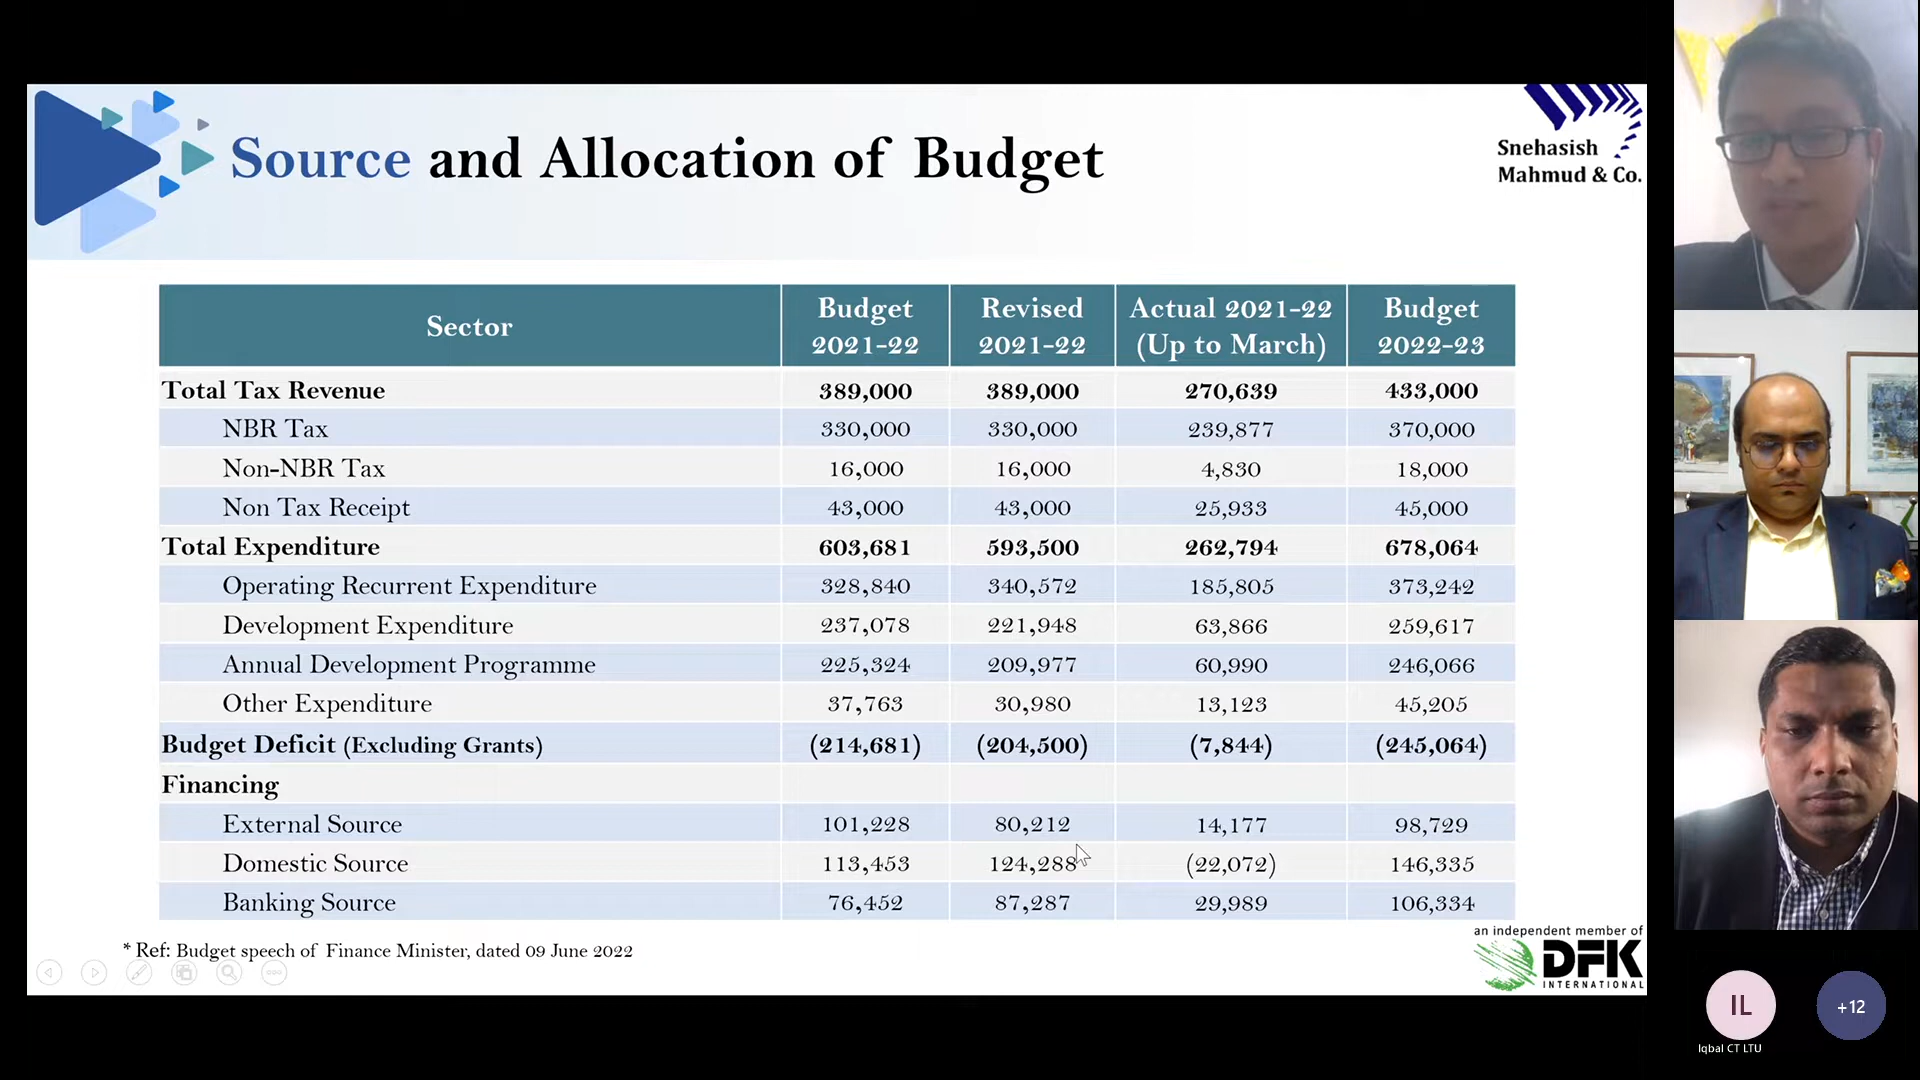 Source and Allocation of Budget
Snehasish
Mahmud & Co.
Sector Budget 2021-22 Revised 2021-22 Actual 2021-22 (Up to March) Budget 2022-23
Total Tax Revenue 389,000 389,000 270,639 433,000
NBR Tax 330,000 330,000 239,877 370,000
Non-NBR Tax 16,000 16,000 4,830 18,000
Non Tax Receipt 43,000 43,000 25,933 45,000
Total Expenditure 603,681 593,500 262,794 678,064
Operating Recurrent Expenditure 328,840 340,572 185,805 373,242
Development Expenditure 237,078 221,948 63,866 259,617
Annual Development Programme 225,324 209,977 60,990 246,066
Other Expenditure 37,763 30,980 13,123 45,205
Budget Deficit (Excluding Grants) (214,681) (204,500) (7,844) (245,064)
Financing
External Source 101,228 80,212 14,177 98,729
Domestic Source 113,453 124,288 (22,072) 146,335
Banking Source 76,452 87,287 29,989 106,334
* Ref: Budget speech of Finance Minister, dated 09 June 2022
an independent member of
DFK
INTERNATIONAL
IL
+12
Iqbal CT LTU